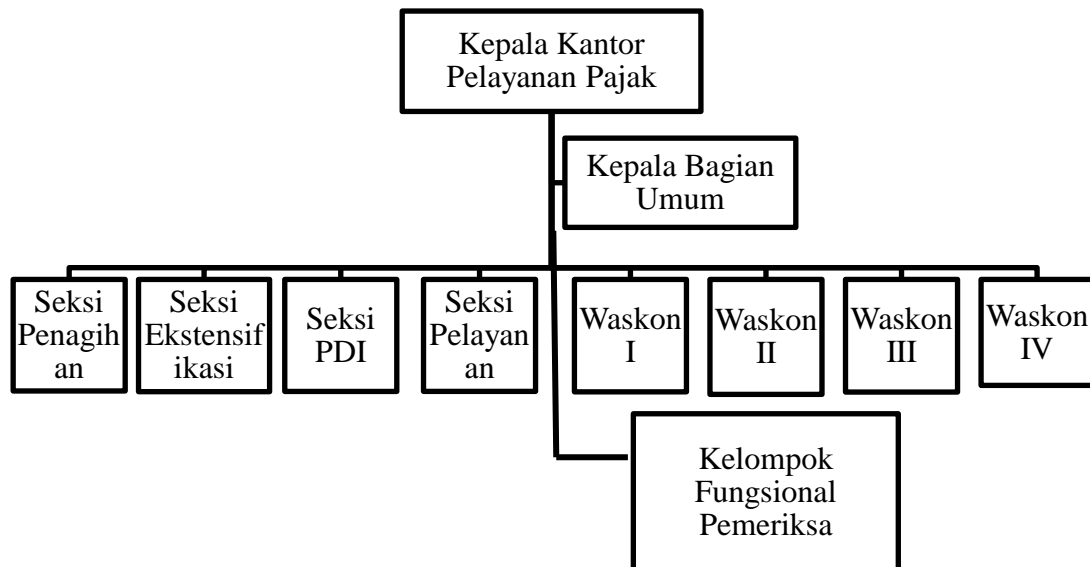 Kepala Kantor
Pelayanan Pajak
Kepala Bagian
Umum
Seksi
Penagih
an
Seksi
Ekstensif
ikasi
Seksi
PDI
Seksi
Pelayan
an
Waskon
I
Waskon
II
Waskon
III
Waskon
IV
Kelompok
Fungsional
Pemeriksa